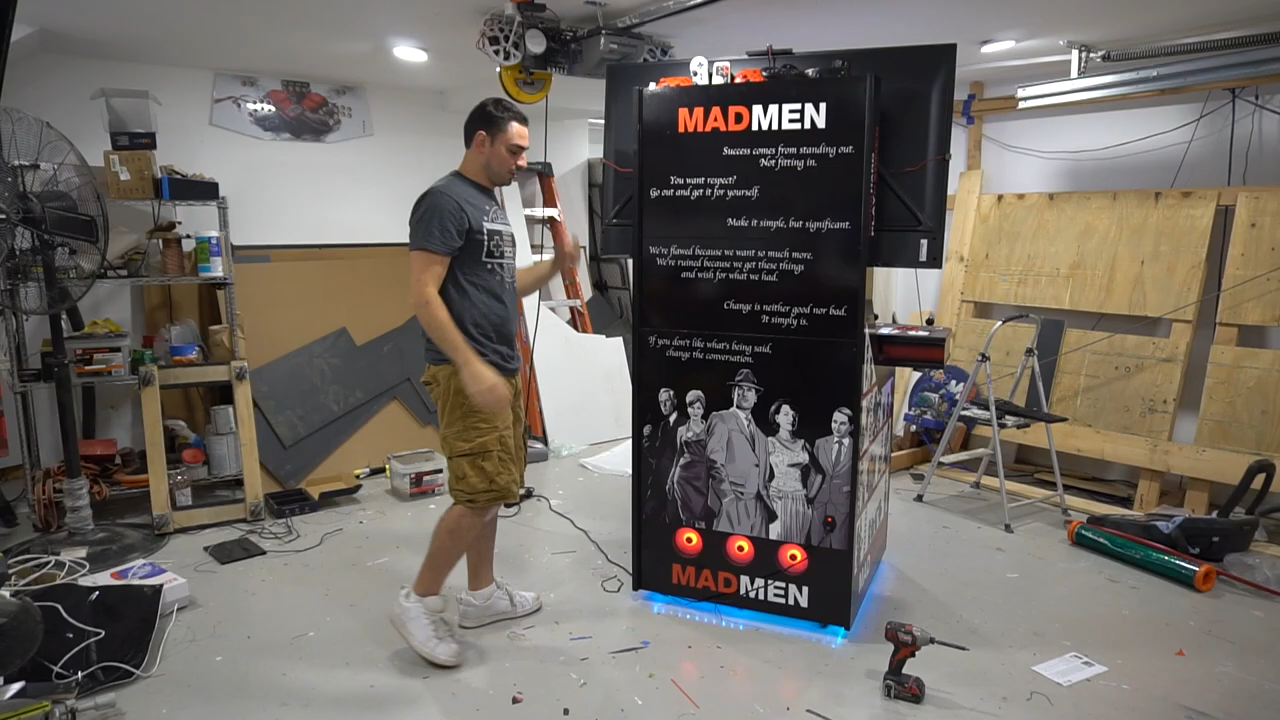 MADMEN
Success comes from standing out.
Not fitting in.
You want respect?
Go out and get it for yourself.
Make it simple, but significant.
We're flawed because we want so much more.
We're ruined because we get these things
and wish for what we had.
Change is neither good nor bad.
It simply is.
If you don't like what's being said,
change the conversation.
MADMEN